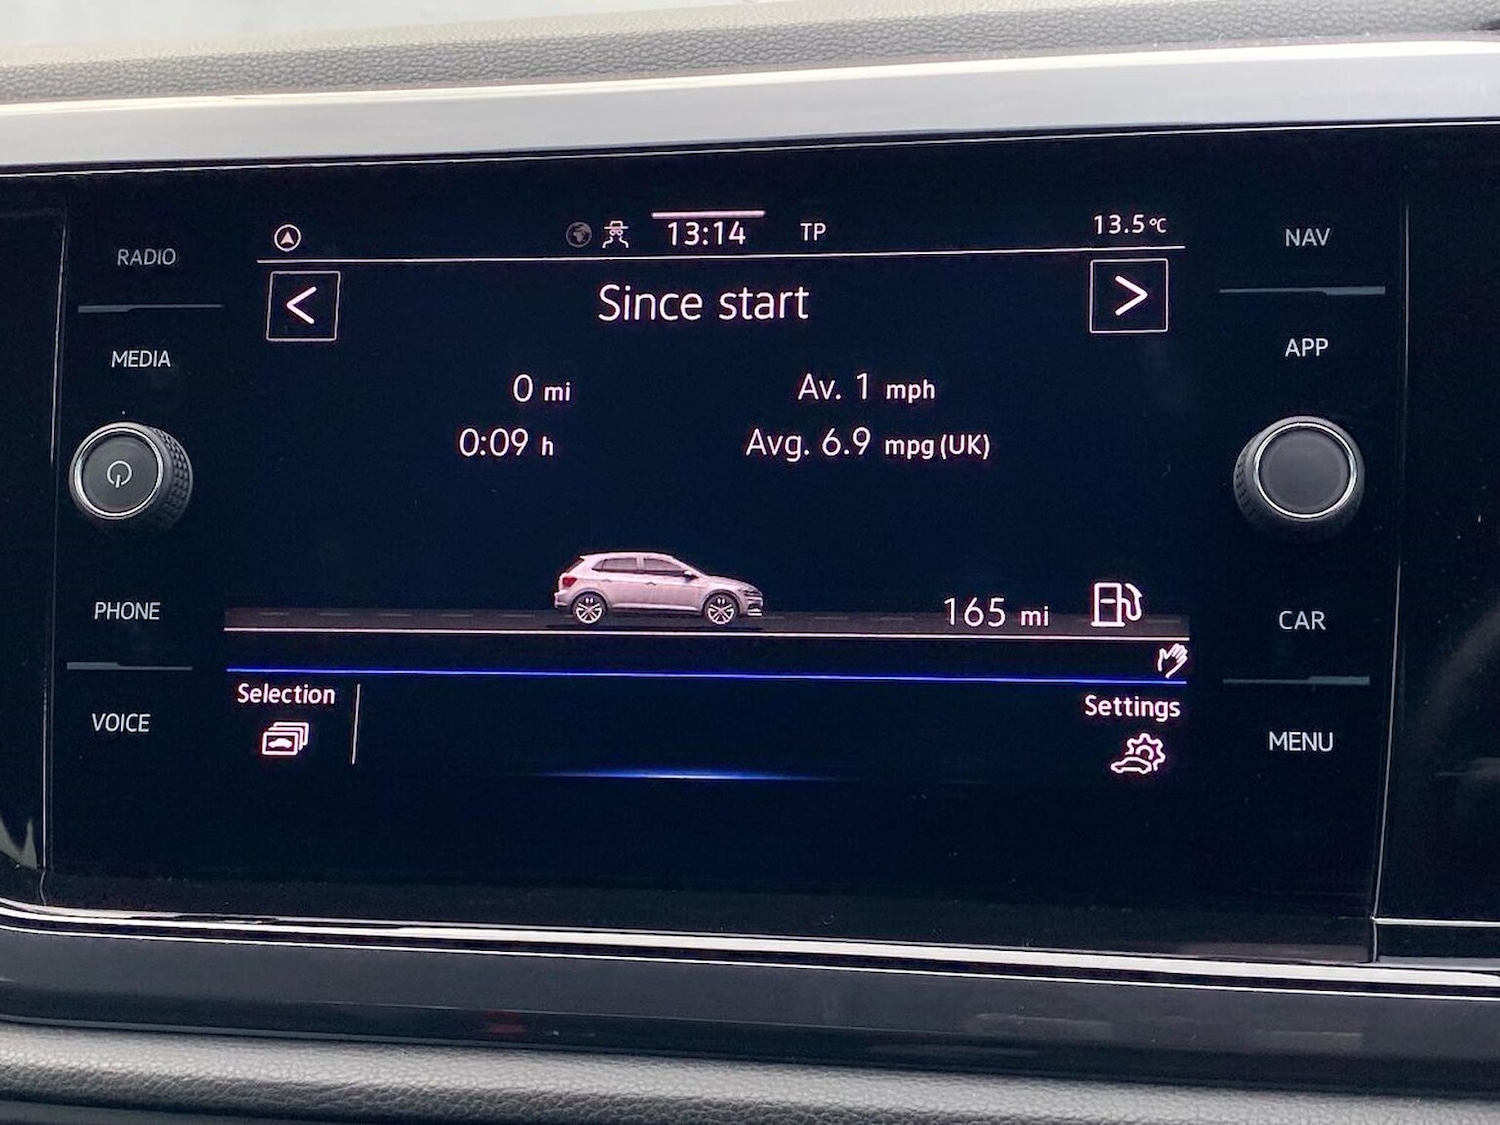 13:14 TP 13.5°C
RADIO
NAV
< Since start >
MEDIA
APP
0 mi Av. 1 mph
0:09 h Avg. 6.9 mpg(UK)
PHONE
165 mi
CAR
Selection
Settings
VOICE
MENU